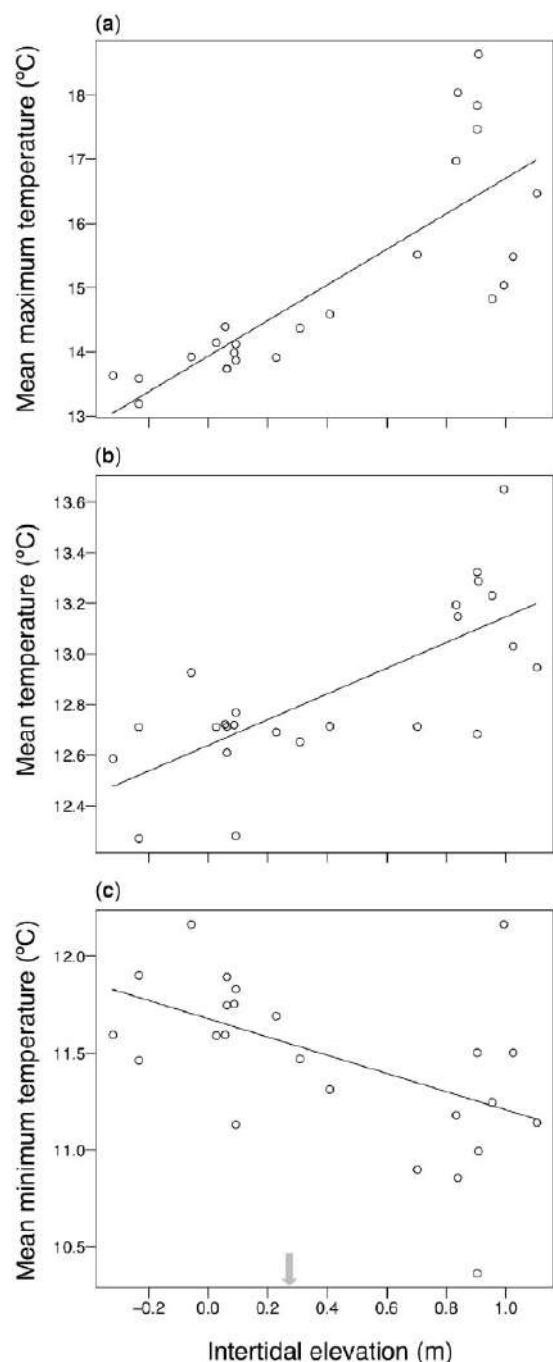 (a)
Mean maximum temperature (ºC)
18
17
16
15
14
13
(b)
Mean temperature (ºC)
13.6
13.2
13.0
12.8
12.6
12.4
(c)
Mean minimum temperature (ºC)
12.0
11.5
11.0
10.5
−0.2 0.0 0.2 0.4 0.6 0.8 1.0
Intertidal elevation (m)